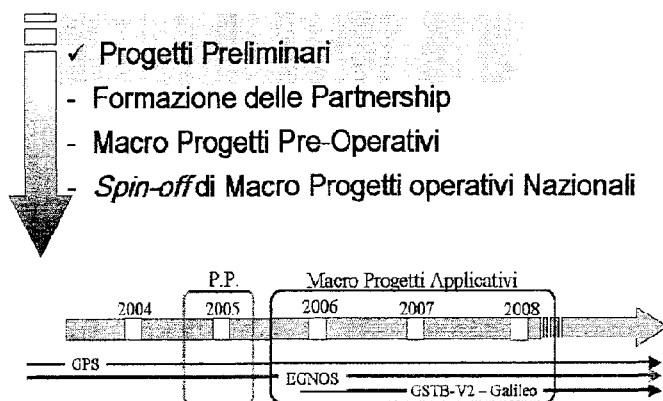 ✓ Progetti Preliminari
- Formazione delle Partnership
- Macro Progetti Pre-Operativi
- Spin-off di Macro Progetti operativi Nazionali
P.P. Macro Progetti Applicativi
2004 2005 2006 2007 2008
GPS
EGNOS
GSTB-V2 – Galileo